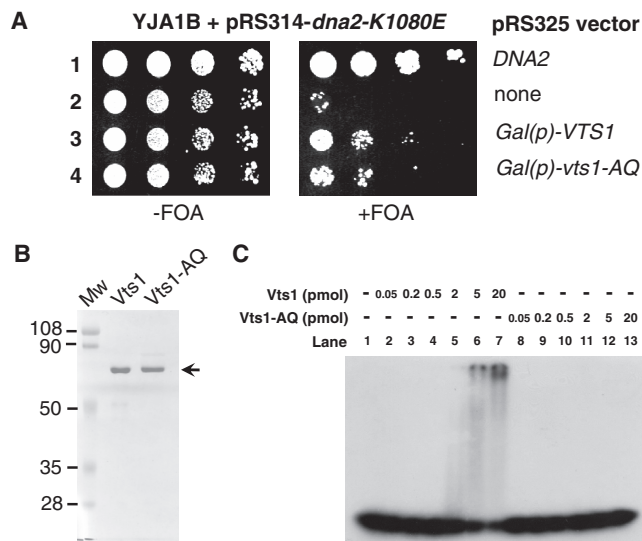 A
YJA1B + pRS314-dna2-K1080E
pRS325 vector
1 DNA2
2 none
3 Gal(p)-VTS1
4 Gal(p)-vts1-AQ
-FOA +FOA
B
Mw Vts1 Vts1-AQ
108
90
50
35
28
C
Vts1 (pmol) - 0.05 0.2 0.5 2 5 20 - - - - - -
Vts1-AQ (pmol) - - - - - - - 0.05 0.2 0.5 2 5 20
Lane 1 2 3 4 5 6 7 8 9 10 11 12 13